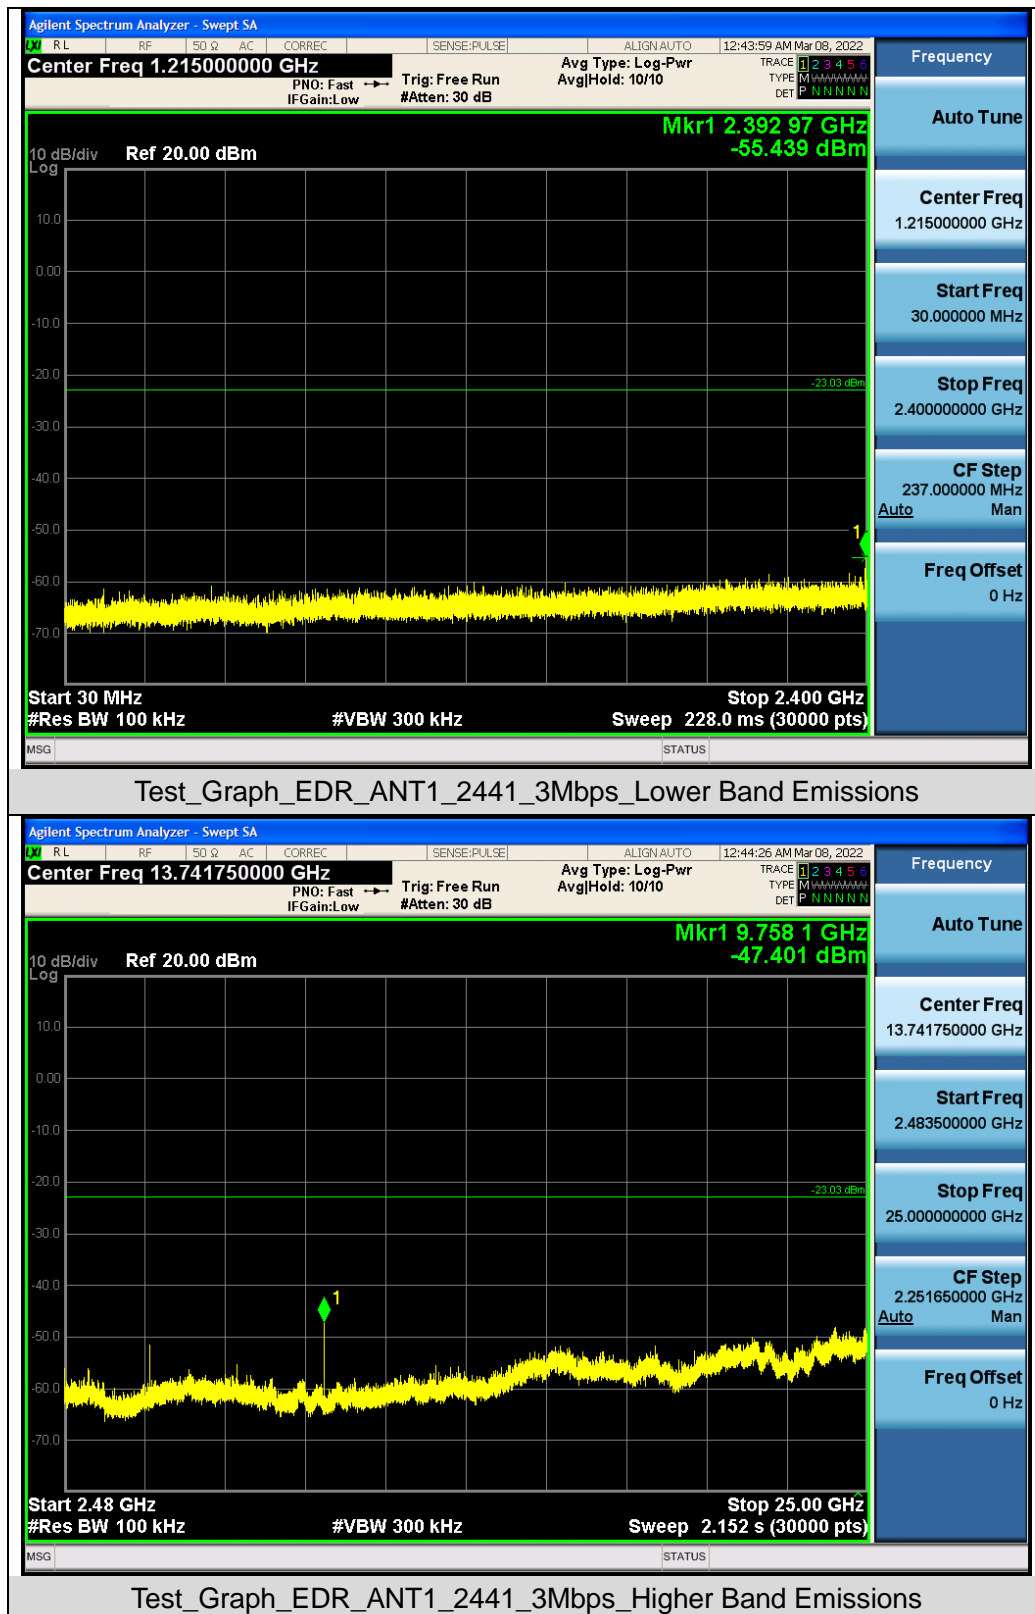 Agilent Spectrum Analyzer - Swept SA
LXI RL RF 50 Ω AC CORREC SENSE:PULSE ALIGN AUTO 12:43:59 AM Mar 08, 2022
Center Freq 1.215000000 GHz
PNO: Fast Trig: Free Run Avg Type: Log-Pwr TRACE 1 2 3 4 5 6
IFGain:Low #Atten: 30 dB Avg|Hold: 10/10 TYPE M WWWWW
DET P N N N N N
Mkr1 2.392 97 GHz
-55.439 dBm
10 dB/div Ref 20.00 dBm
Log
10.0
0.00
-10.0
-20.0
-23.03 dBm
-30.0
-40.0
-50.0
1
-60.0
-70.0
Start 30 MHz Stop 2.400 GHz
#Res BW 100 kHz #VBW 300 kHz Sweep 228.0 ms (30000 pts)
MSG STATUS
Frequency
Auto Tune
Center Freq
1.215000000 GHz
Start Freq
30.000000 MHz
Stop Freq
2.400000000 GHz
CF Step
237.000000 MHz
Auto Man
Freq Offset
0 Hz
Test_Graph_EDR_ANT1_2441_3Mbps_Lower Band Emissions
Agilent Spectrum Analyzer - Swept SA
LXI RL RF 50 Ω AC CORREC SENSE:PULSE ALIGN AUTO 12:44:26 AM Mar 08, 2022
Center Freq 13.741750000 GHz
PNO: Fast Trig: Free Run Avg Type: Log-Pwr TRACE 1 2 3 4 5 6
IFGain:Low #Atten: 30 dB Avg|Hold: 10/10 TYPE M WWWWW
DET P N N N N N
Mkr1 9.758 1 GHz
-47.401 dBm
10 dB/div Ref 20.00 dBm
Log
10.0
0.00
-10.0
-20.0
-23.03 dBm
-30.0
-40.0
1
-50.0
-60.0
-70.0
Start 2.48 GHz Stop 25.00 GHz
#Res BW 100 kHz #VBW 300 kHz Sweep 2.152 s (30000 pts)
MSG STATUS
Frequency
Auto Tune
Center Freq
13.741750000 GHz
Start Freq
2.483500000 GHz
Stop Freq
25.000000000 GHz
CF Step
2.251650000 GHz
Auto Man
Freq Offset
0 Hz
Test_Graph_EDR_ANT1_2441_3Mbps_Higher Band Emissions